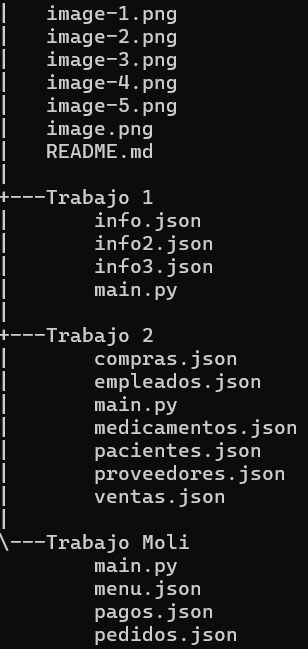 |   image-1.png
|   image-2.png
|   image-3.png
|   image-4.png
|   image-5.png
|   image.png
|   README.md
|
+---Trabajo 1
|       info.json
|       info2.json
|       info3.json
|       main.py
|
+---Trabajo 2
|       compras.json
|       empleados.json
|       main.py
|       medicamentos.json
|       pacientes.json
|       proveedores.json
|       ventas.json
|
\---Trabajo Moli
        main.py
        menu.json
        pagos.json
        pedidos.json